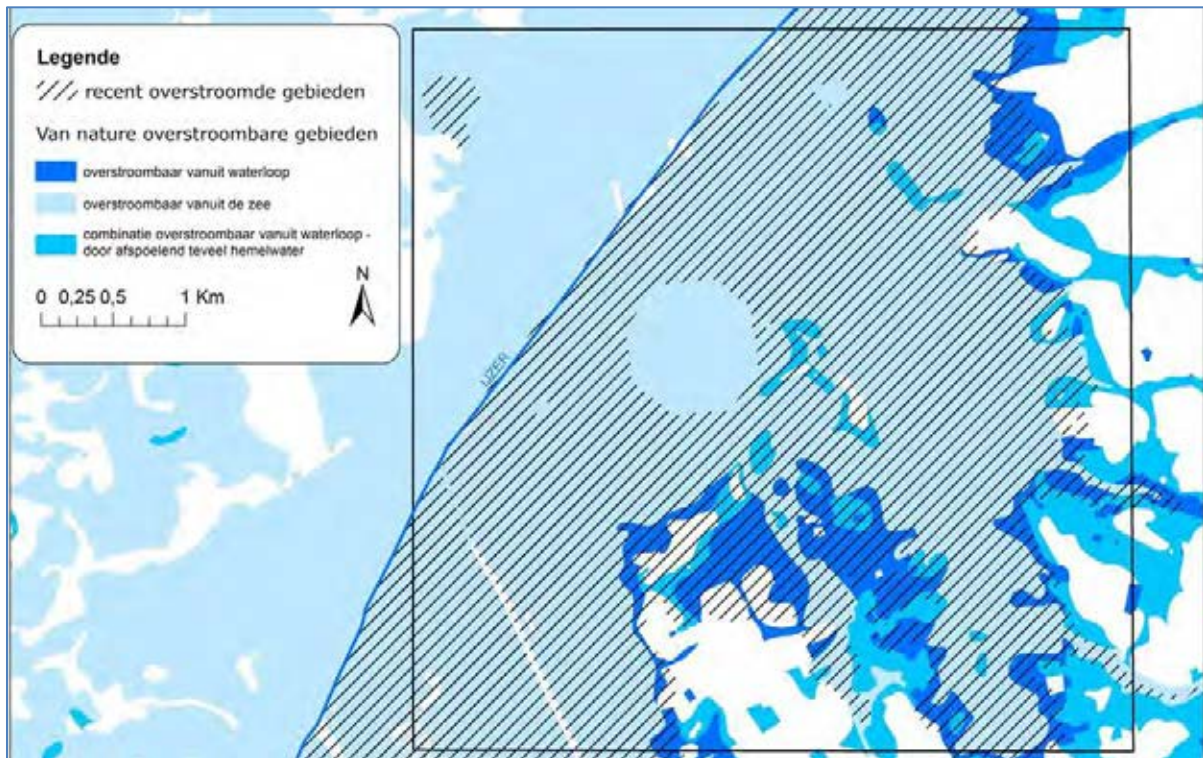 Legende
recent overstroomde gebieden
Van nature overstroombare gebieden
overstroombaar vanuit waterloop
overstroombaar vanuit de zee
combinatie overstroombaar vanuit waterloop -
door afspoelend teveel hemelwater
N
0 0,25 0,5 1 Km
IJZER